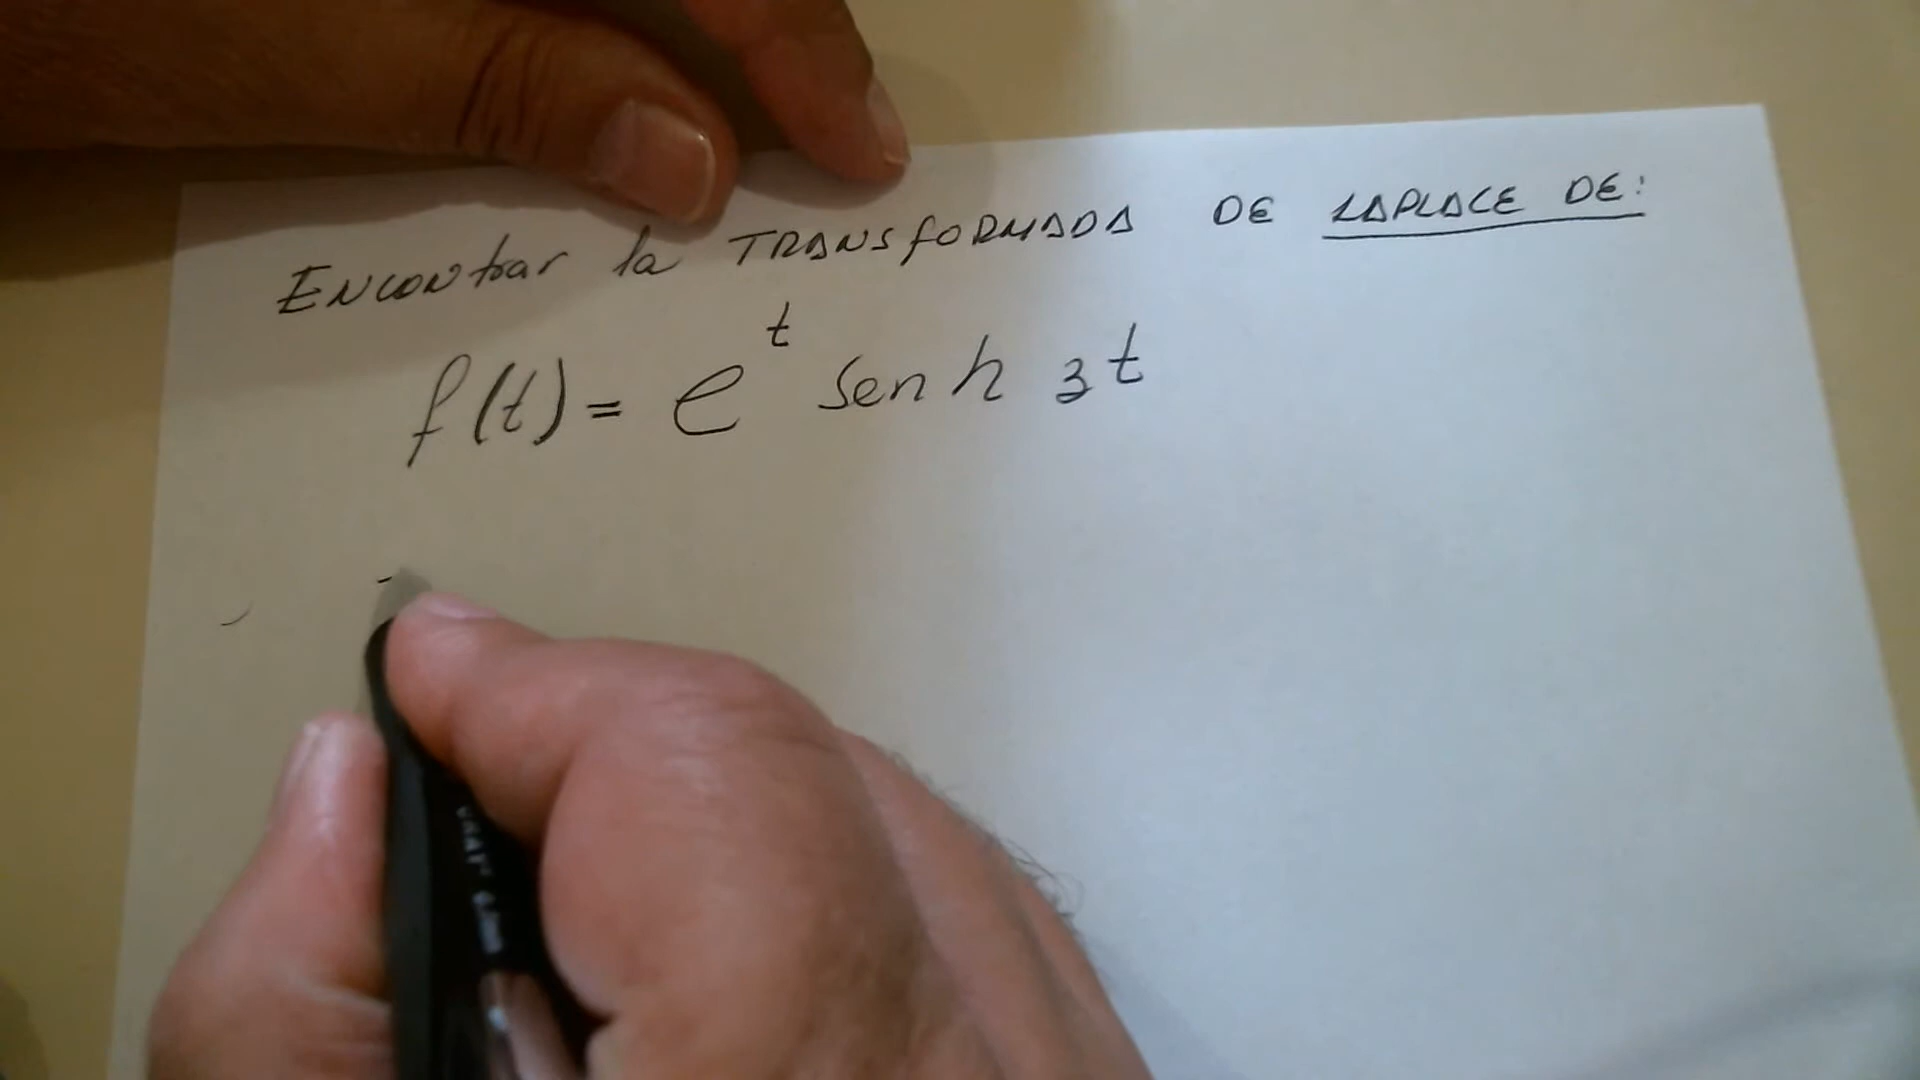 ENCONtrar la TRANSfORMADA DE LAPLACE DE:
f(t) = e^t senh 3t